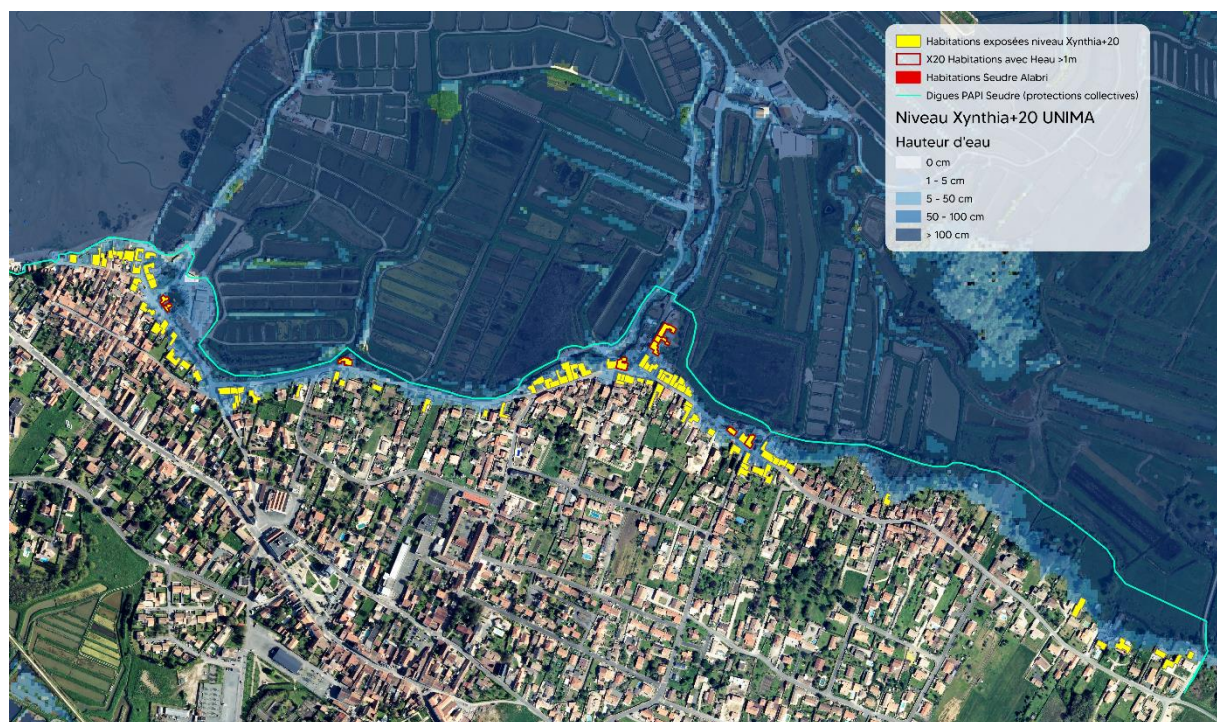 Habitations exposées niveau Xynthia+20
X20 Habitations avec Heau >1m
Habitations Seudre Alabri
Digues PAPI Seudre (protections collectives)
Niveau Xynthia+20 UNIMA
Hauteur d'eau
0 cm
1 - 5 cm
5 - 50 cm
50 - 100 cm
> 100 cm